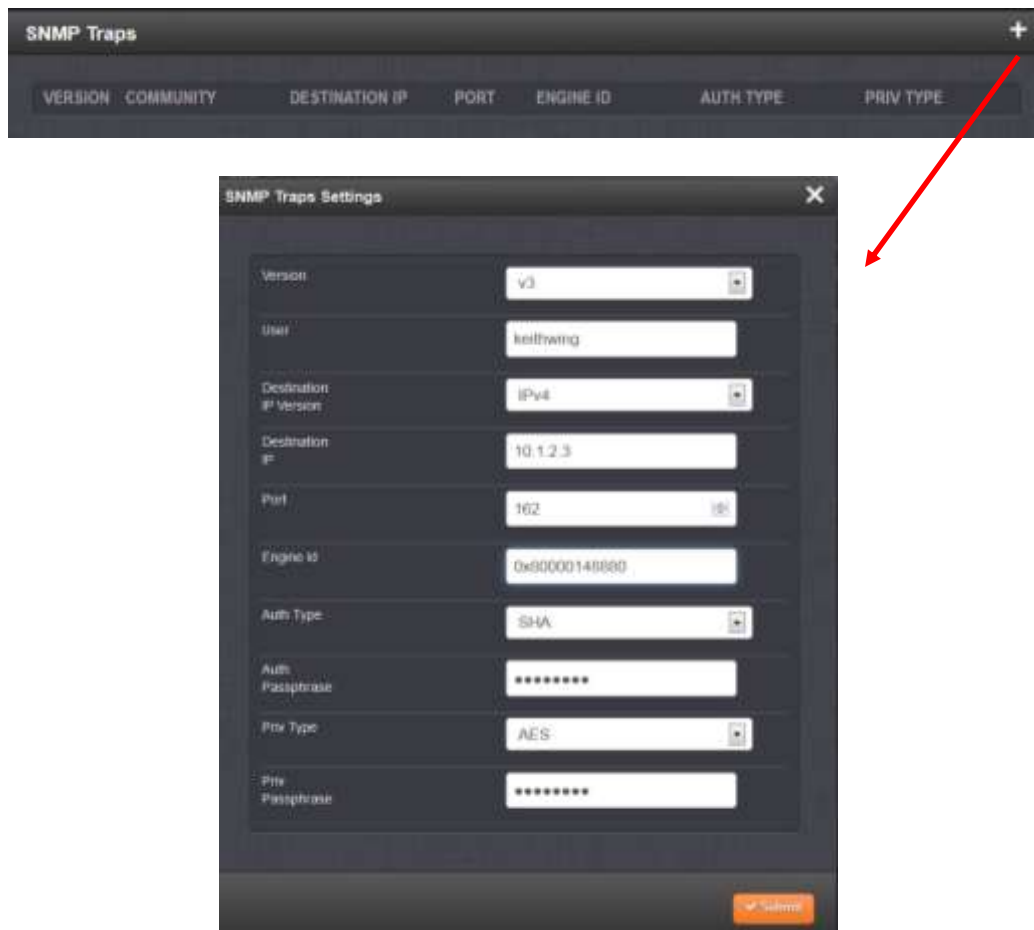 SNMP Traps
VERSION COMMUNITY DESTINATION IP PORT ENGINE ID AUTH TYPE PRIV TYPE
SNMP Traps Settings
Version
v3
User
keithwing
Destination
IP Version
IPv4
Destination
IP
10.1.2.3
Port
162
Engine Id
Auth Type
SHA
Auth
Passphrase
••••••••
Priv Type
AES
Priv
Passphrase
••••••••
Submit